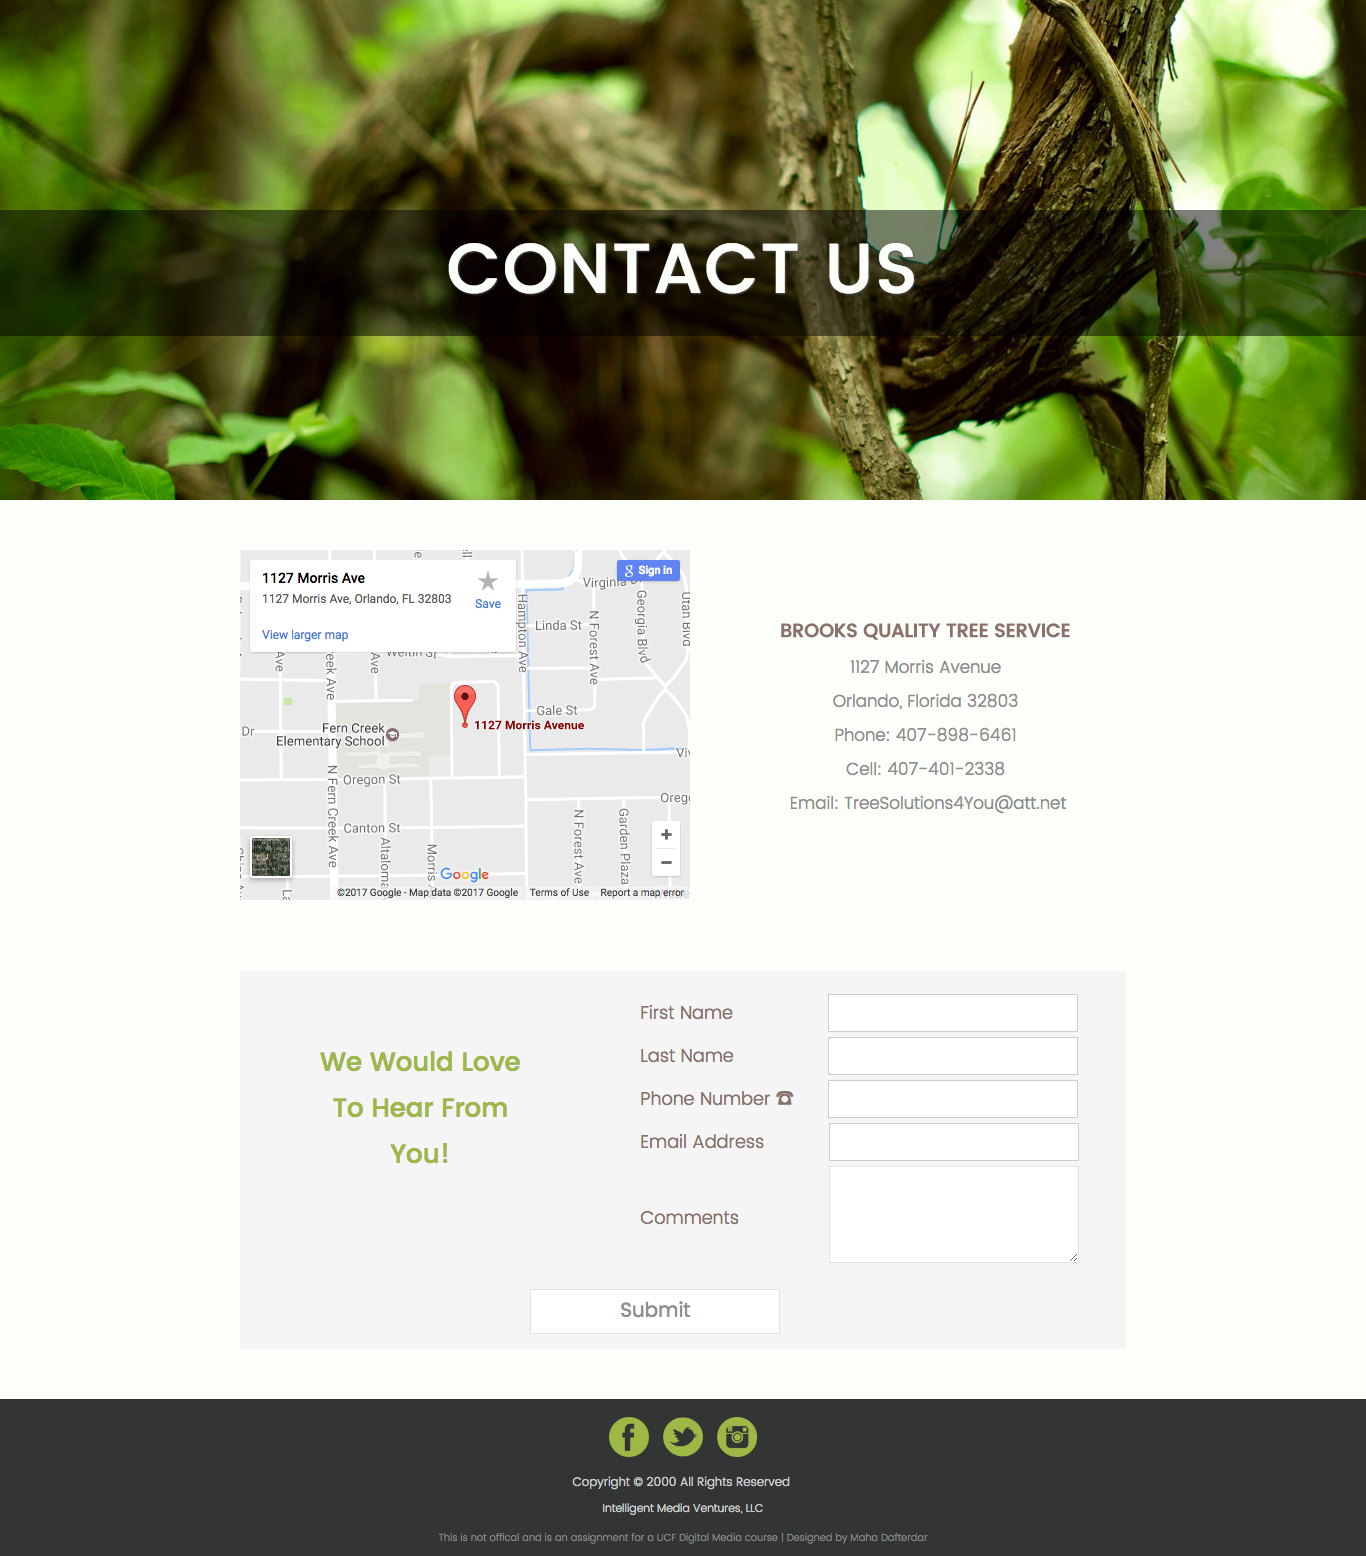 CONTACT US
1127 Morris Ave
1127 Morris Ave, Orlando, FL 32803
Save
View larger map
Sign in
Virginia Dr
Hampton Ave
Linda St
N Forest Ave
Georgia Blvd
Utah Blvd
Ave
eek Ave
Ave
Gale St
1127 Morris Avenue
Dr
Fern Creek
Elementary School
N Fern Creek Ave
Oregon St
Canton St
Altaloma
Morris
N Forest Ave
Garden Plaza
Oreg
Google
©2017 Google - Map data ©2017 Google
Terms of Use
Report a map error
BROOKS QUALITY TREE SERVICE
1127 Morris Avenue
Orlando, Florida 32803
Phone: 407-898-6461
Cell: 407-401-2338
Email: TreeSolutions4You@att.net
We Would Love
To Hear From
You!
First Name
Last Name
Phone Number ☎
Email Address
Comments
Submit
Copyright © 2000 All Rights Reserved
Intelligent Media Ventures, LLC
This is not offical and is an assignment for a UCF Digital Media course | Designed by Maha Dafterdar